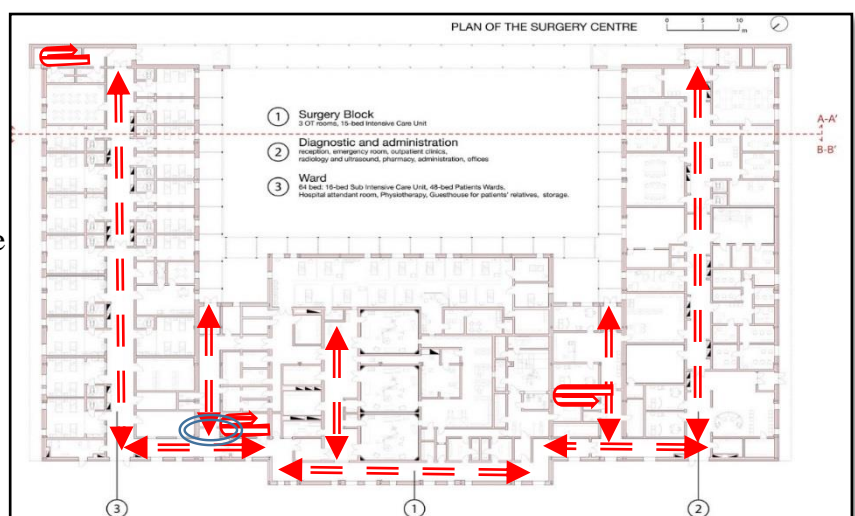 PLAN OF THE SURGERY CENTRE
0 5 10
m
1 Surgery Block
3 OT rooms, 15-bed Intensive Care Unit
2 Diagnostic and administration
reception, emergency room, outpatient clinics,
radiology and ultrasound, pharmacy, administration, offices
3 Ward
64 bed: 16-bed Sub Intensive Care Unit, 48-bed Patients Wards,
Hospital attendant room, Physiotherapy, Guesthouse for patients' relatives, storage.
A-A'
B-B'
e
3 1 2